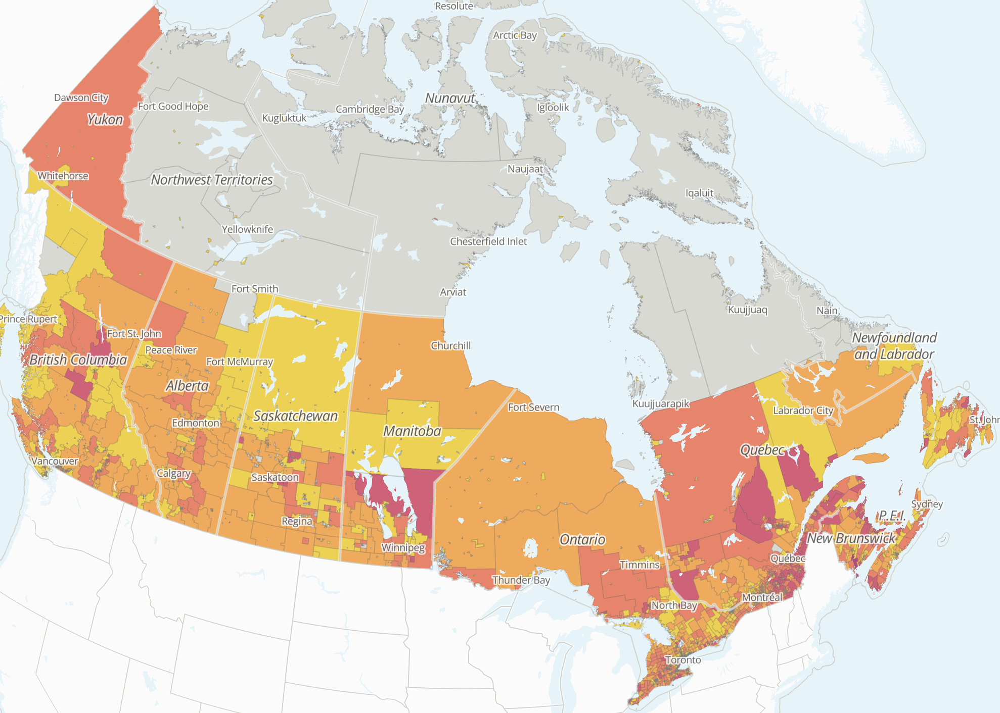 Resolute
Arctic Bay
Dawson City
Fort Good Hope
Nunavut
Yukon
Kugluktuk
Cambridge Bay
Igloolik
Whitehorse
Northwest Territories
Naujaat
Iqaluit
Yellowknife
Chesterfield Inlet
Fort Smith
Arviat
Kuujjuaq
Nain
Prince Rupert
Fort St. John
Peace River
Churchill
Newfoundland
and Labrador
British Columbia
Fort McMurray
Alberta
Fort Severn
Kuujjuarapik
Labrador City
Saskatchewan
Edmonton
St. John
Manitoba
Quebec
Vancouver
Calgary
Saskatoon
Sydney
P.E.I.
Regina
Ontario
New Brunswick
Winnipeg
Timmins
Québec
Thunder Bay
Montréal
North Bay
Toronto